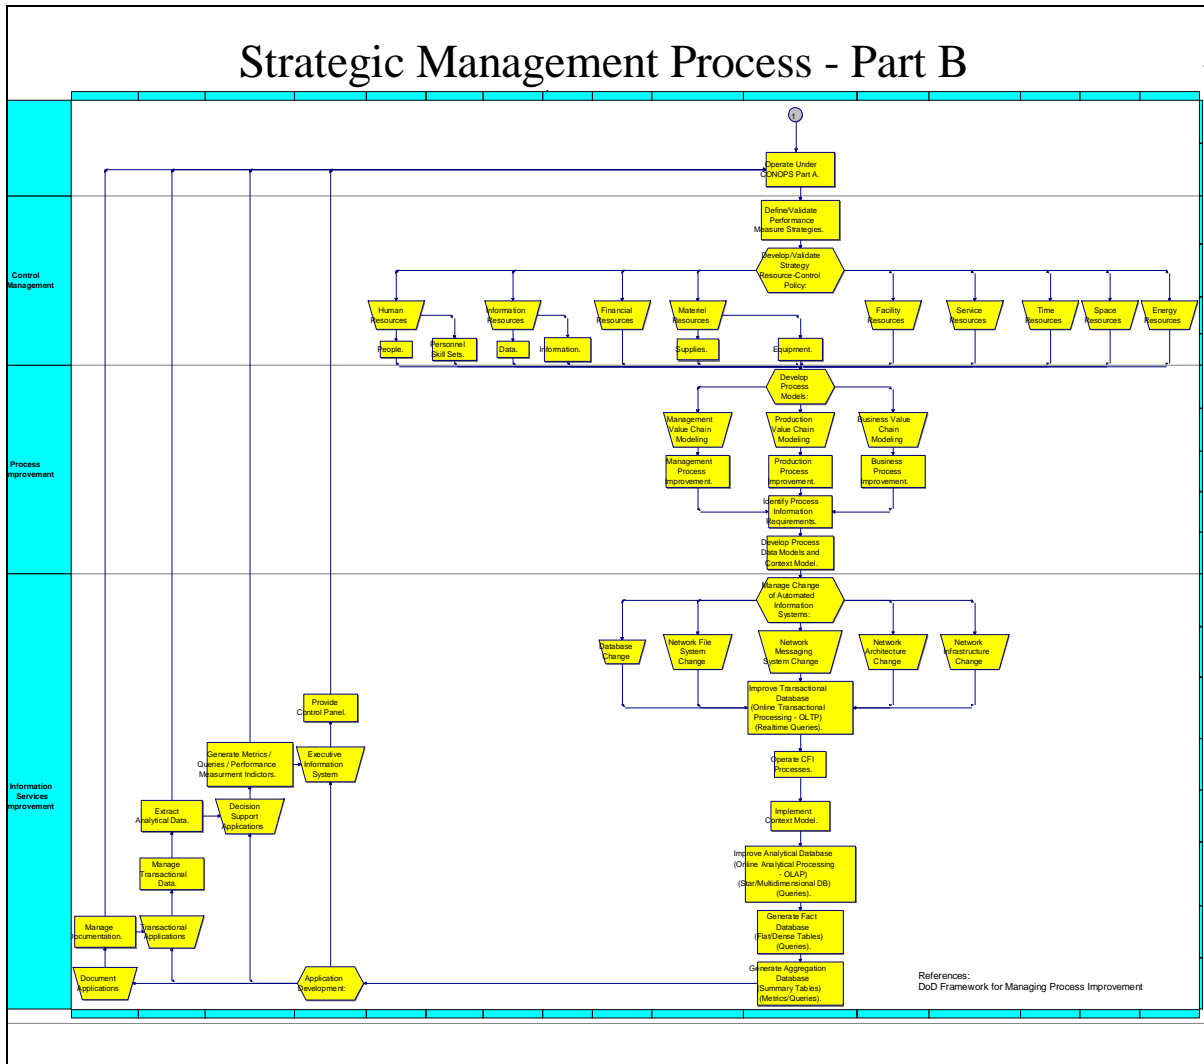 Strategic Management Process - Part B
1
Operate Under
CONOPS Part A.
Define/Validate
Performance
Measure Strategies.
Control
Management
Develop/Validate
Strategy
Resource-Control
Policy:
Human
Resources
Information
Resources
Financial
Resources
Materiel
Resources
Facility
Resources
Service
Resources
Time
Resources
Space
Resources
Energy
Resources
People.
Personnel
Skill Sets.
Data.
Information.
Supplies.
Equipment.
Develop
Process
Models:
Management
Value Chain
Modeling
Production
Value Chain
Modeling
Business Value
Chain
Modeling
Process
Improvement
Management
Process
Improvement.
Production
Process
Improvement.
Business
Process
Improvement.
Identify Process
Information
Requirements.
Develop Process
Data Models and
Context Model.
Manage Change
of Automated
Information
Systems:
Database
Change
Network File
System
Change
Network
Messaging
System Change
Network
Architecture
Change
Network
Infrastructure
Change
Improve Transactional
Database
(Online Transactional
Processing - OLTP)
(Realtime Queries).
Provide
Control Panel.
Generate Metrics /
Queries / Performance
Measurment Indictors.
Executive
Information
System
Operate CFI
Processes.
Information
Services
Improvement
Extract
Analytical Data.
Decision
Support
Applications
Implement
Context Model.
Manage
Transactional
Data.
Improve Analytical Database
(Online Analytical Processing
- OLAP)
(Star/Multidimensional DB)
(Queries).
Manage
Documentation.
Transactional
Applications
Generate Fact
Database
(Flat/Dense Tables)
(Queries).
Document
Applications
Application
Development:
Generate Aggregation
Database
(Summary Tables)
(Metrics/Queries).
References:
DoD Framework for Managing Process Improvement